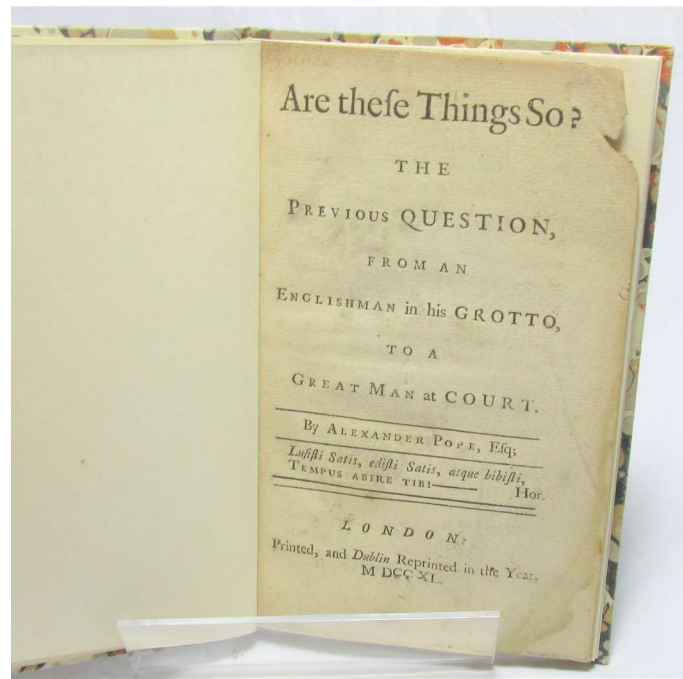 Are theſe Things So?
THE
PREVIOUS QUESTION,
FROM AN
ENGLISHMAN in his GROTTO,
TO A
GREAT MAN at COURT.
By ALEXANDER POPE, Eſq;
Luſiſti Satis, ediſti Satis, atque bibiſti,
TEMPUS ABIRE TIBI—— Hor.
LONDON:
Printed, and Dublin Reprinted in the Year,
M DCC XL.